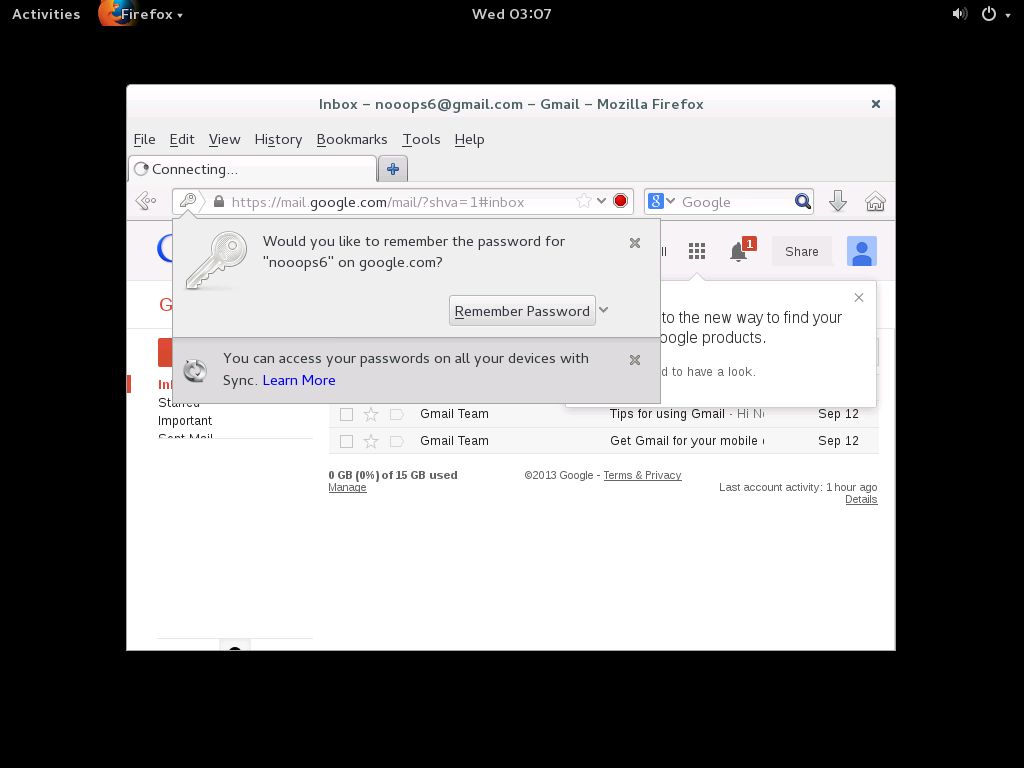 Activities Firefox Wed 03:07
Inbox – nooops6@gmail.com – Gmail – Mozilla Firefox
File Edit View History Bookmarks Tools Help
Connecting...
https://mail.google.com/mail/?shva=1#inbox
Google
Would you like to remember the password for
"nooops6" on google.com?
Remember Password
You can access your passwords on all your devices with
Sync. Learn More
1
Share
to the new way to find your
products.
to have a look.
Important
Gmail Team Tips for using Gmail - Hi Sep 12
Gmail Team Get Gmail for your mobile Sep 12
0 GB (0%) of 15 GB used
Manage
©2013 Google - Terms & Privacy
Last account activity: 1 hour ago
Details